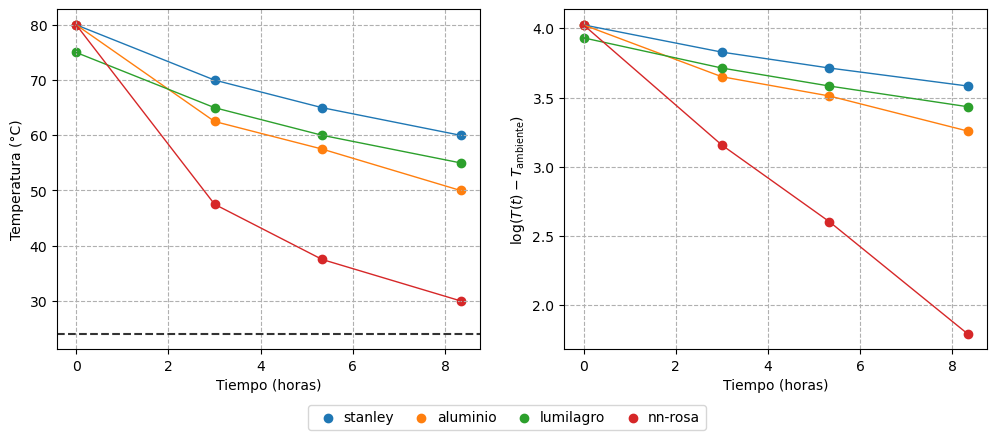 Temperatura (°C)
80
70
60
50
40
30
0 2 4 6 8
Tiempo (horas)
log(T(t) − T_ambiente)
4.0
3.5
3.0
2.5
2.0
0 2 4 6 8
Tiempo (horas)
stanley aluminio lumilagro nn-rosa